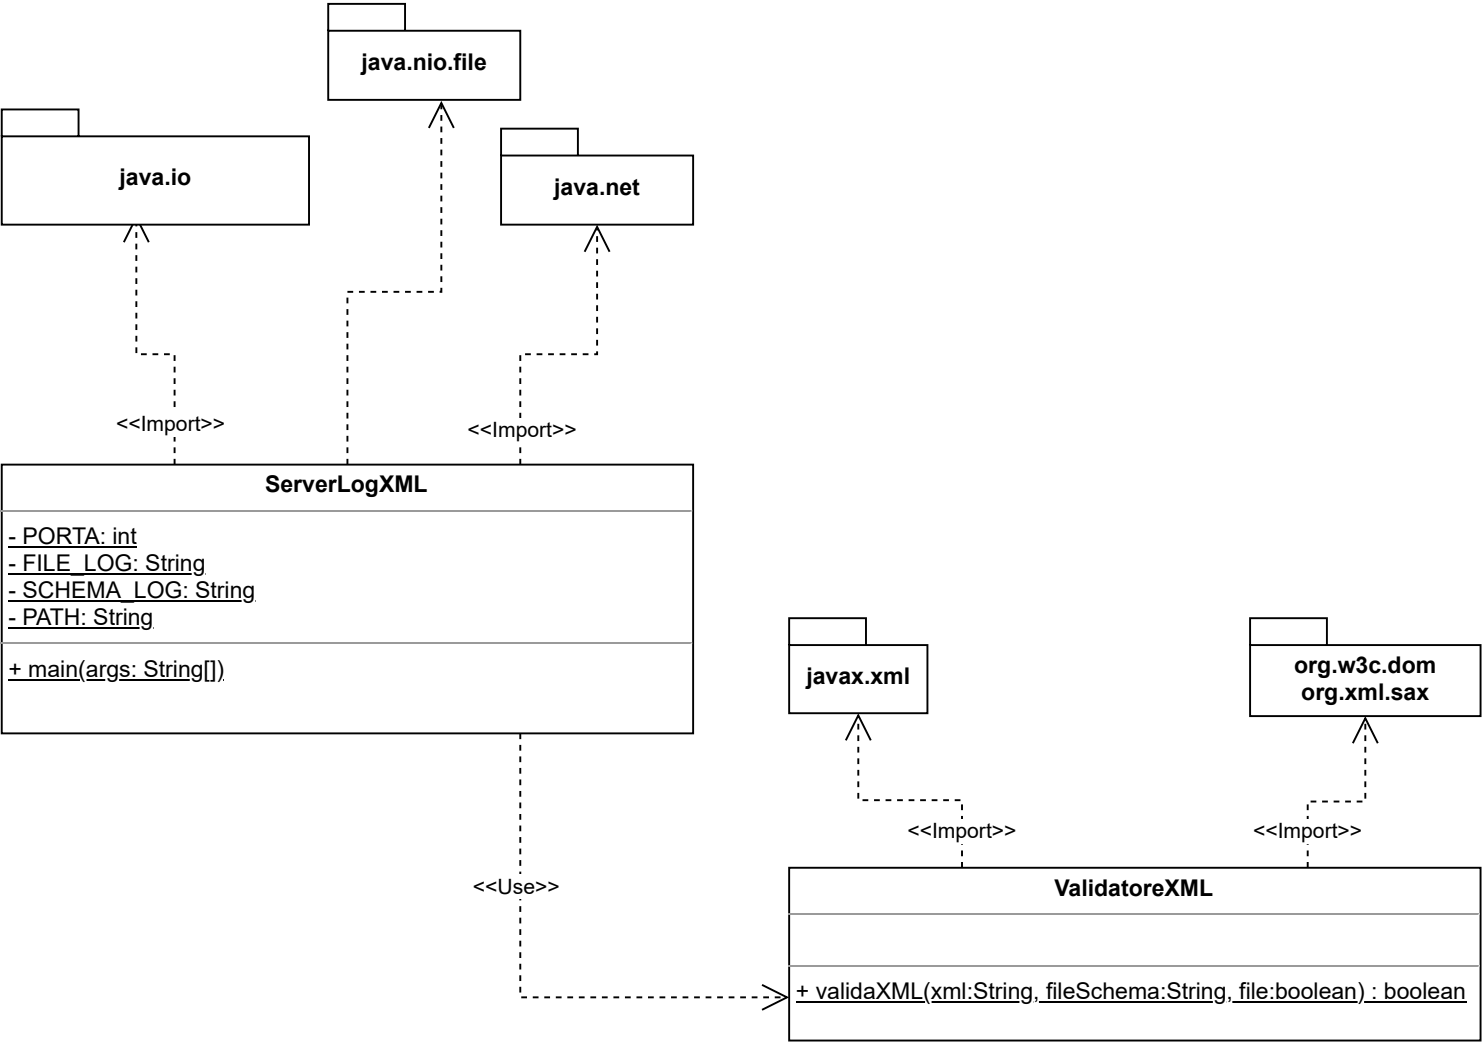 java.nio.file
java.io
java.net
<<Import>>
<<Import>>
ServerLogXML
- PORTA: int
- FILE_LOG: String
- SCHEMA_LOG: String
- PATH: String
+ main(args: String[])
javax.xml
org.w3c.dom
org.xml.sax
<<Import>>
<<Import>>
<<Use>>
ValidatoreXML
+ validaXML(xml:String, fileSchema:String, file:boolean) : boolean